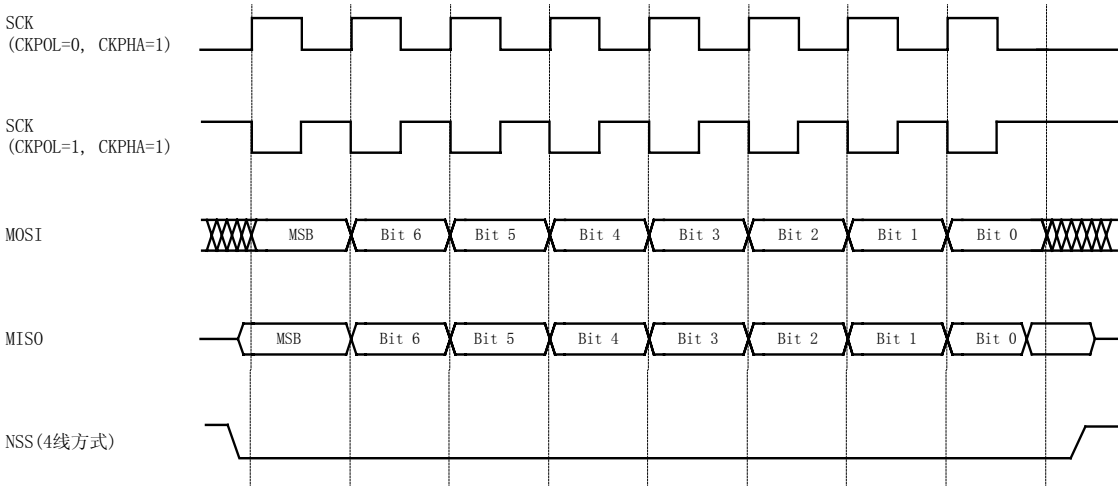 SCK
(CKPOL=0, CKPHA=1)
SCK
(CKPOL=1, CKPHA=1)
MOSI
MSB
Bit 6
Bit 5
Bit 4
Bit 3
Bit 2
Bit 1
Bit 0
MISO
MSB
Bit 6
Bit 5
Bit 4
Bit 3
Bit 2
Bit 1
Bit 0
NSS(4线方式)